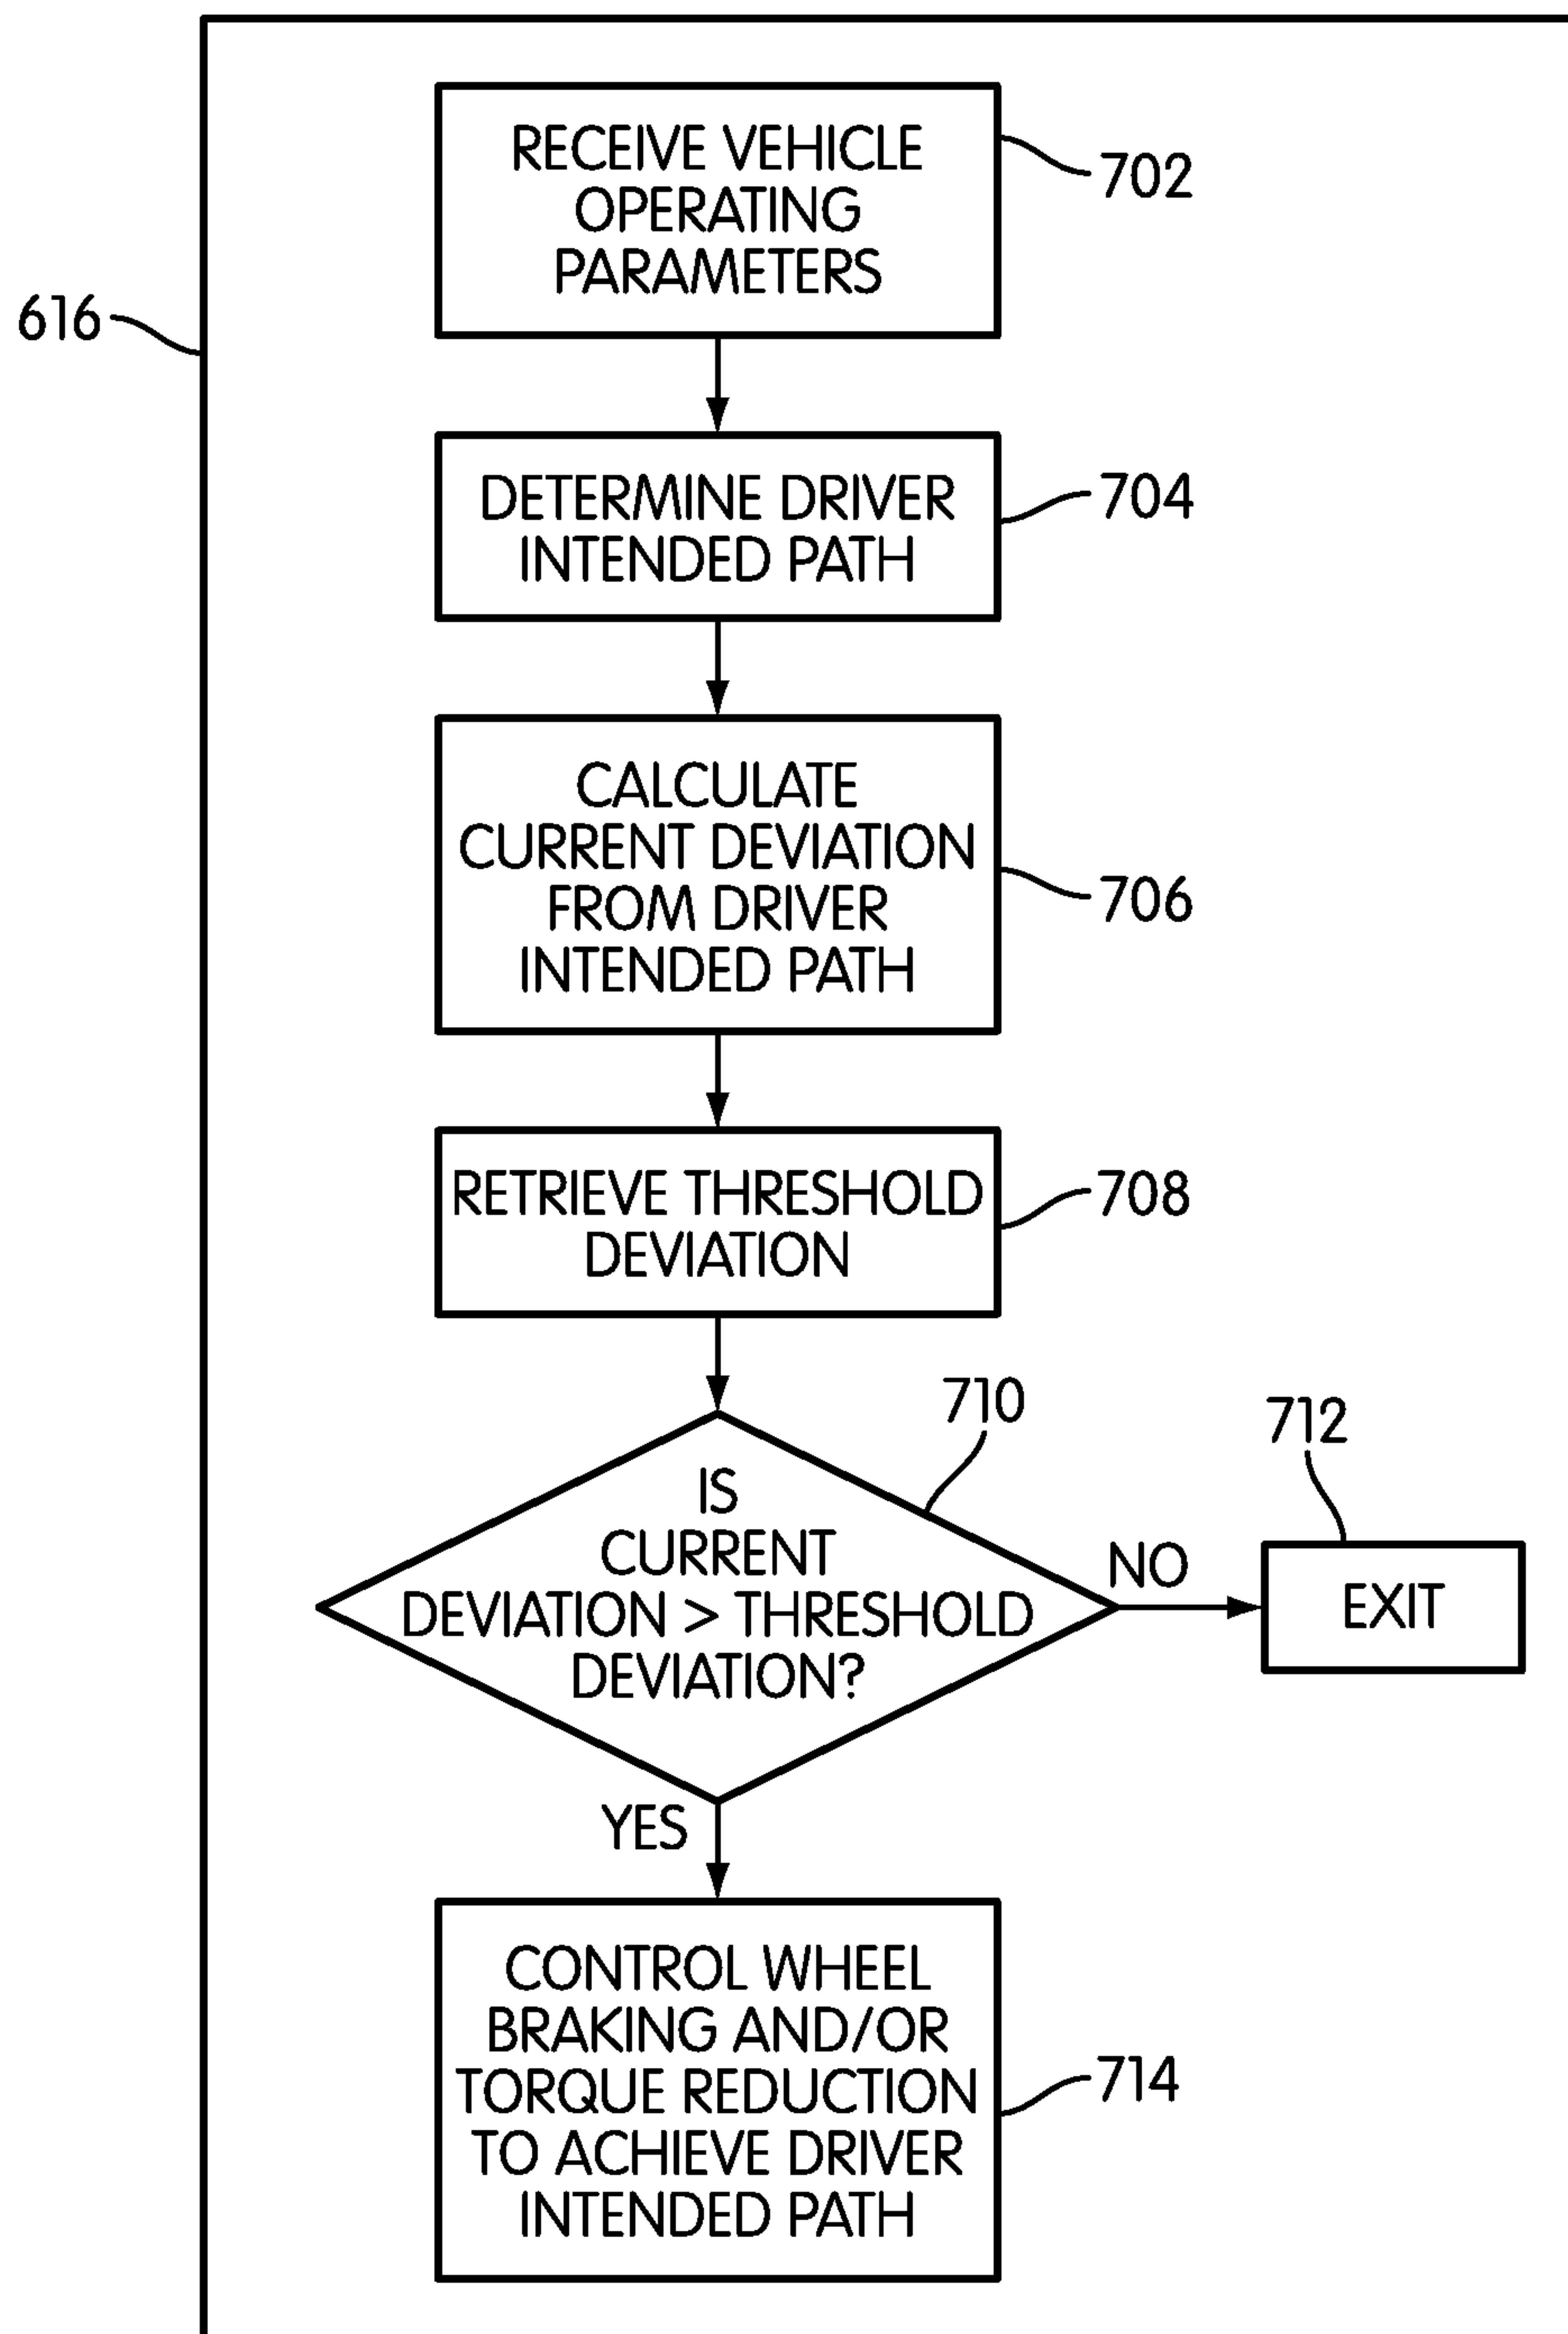 RECEIVE VEHICLE
OPERATING
PARAMETERS
702
616
DETERMINE DRIVER
INTENDED PATH
704
CALCULATE
CURRENT DEVIATION
FROM DRIVER
INTENDED PATH
706
RETRIEVE THRESHOLD
DEVIATION
708
710
712
IS
CURRENT
DEVIATION > THRESHOLD
DEVIATION?
NO
EXIT
YES
CONTROL WHEEL
BRAKING AND/OR
TORQUE REDUCTION
TO ACHIEVE DRIVER
INTENDED PATH
714